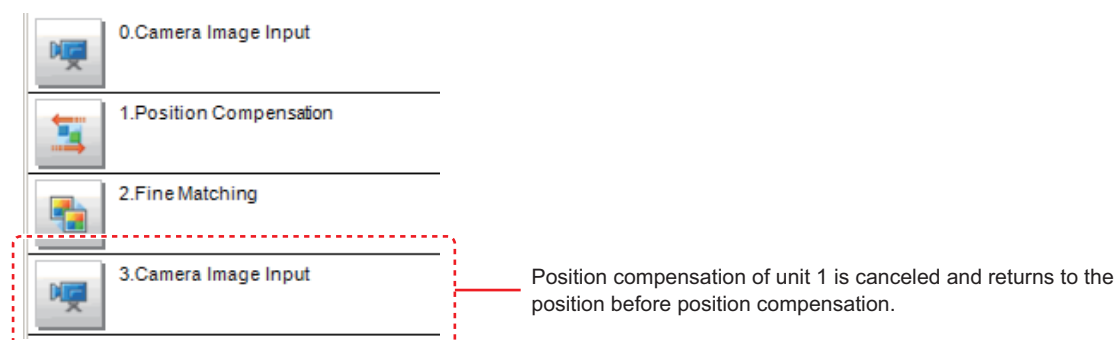 0.Camera Image Input
1.Position Compensation
2.Fine Matching
3.Camera Image Input
Position compensation of unit 1 is canceled and returns to the
position before position compensation.